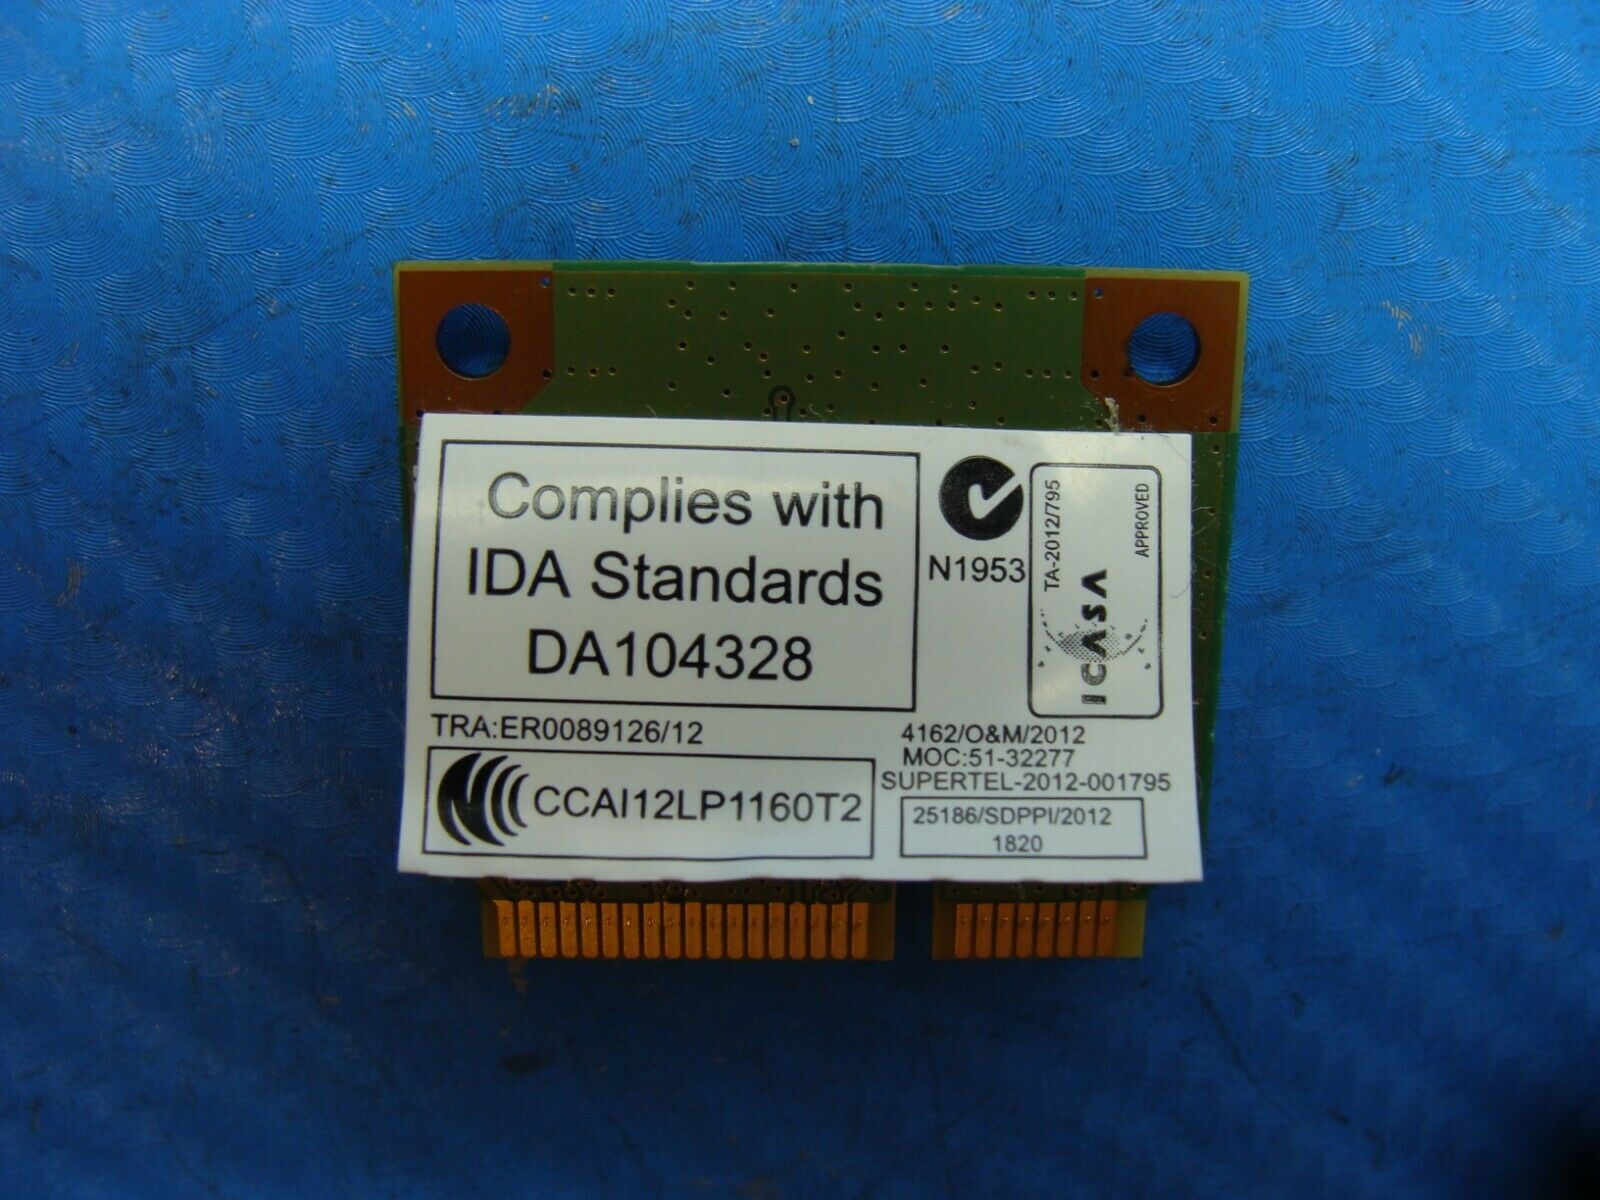 Complies with
IDA Standards
DA104328
N1953
TA-2012/795
APPROVED
ICASA
TRA:ER0089126/12
4162/O&M/2012
MOC:51-32277
SUPERTEL-2012-001795
CCAI12LP1160T2
25186/SDPPI/2012
1820